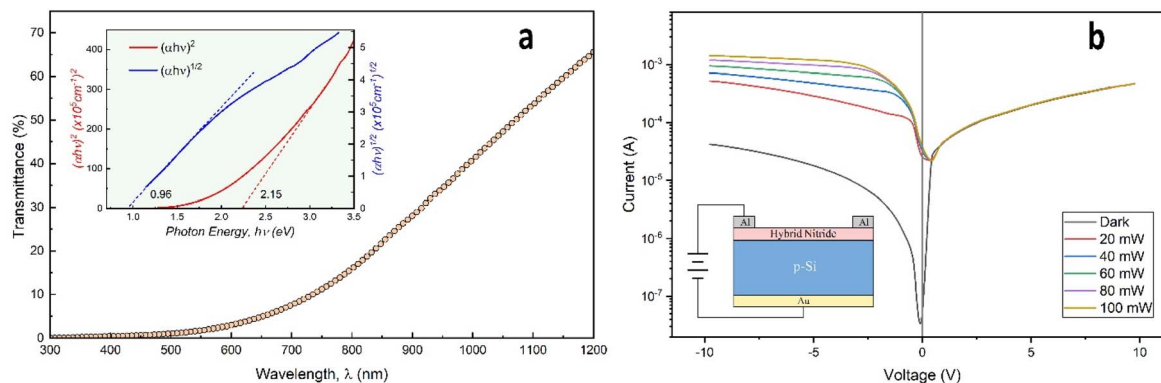 a
70
60
50
40
30
20
10
0
Transmittance (%)
300 400 500 600 700 800 900 1000 1100 1200
Wavelength, λ (nm)
(αhν)²
(αhν)^1/2
400
300
200
100
0
(αhν)² (x10⁵cm⁻¹)²
5
4
3
2
1
0
(αhν)^1/2 (x10⁵cm⁻¹)^1/2
0.96
2.15
1.0 1.5 2.0 2.5 3.0 3.5
Photon Energy, hν (eV)
b
10⁻³
10⁻⁴
10⁻⁵
10⁻⁶
10⁻⁷
Current (A)
-10 -5 0 5 10
Voltage (V)
Al Al
Hybrid Nitride
p-Si
Au
Dark
20 mW
40 mW
60 mW
80 mW
100 mW